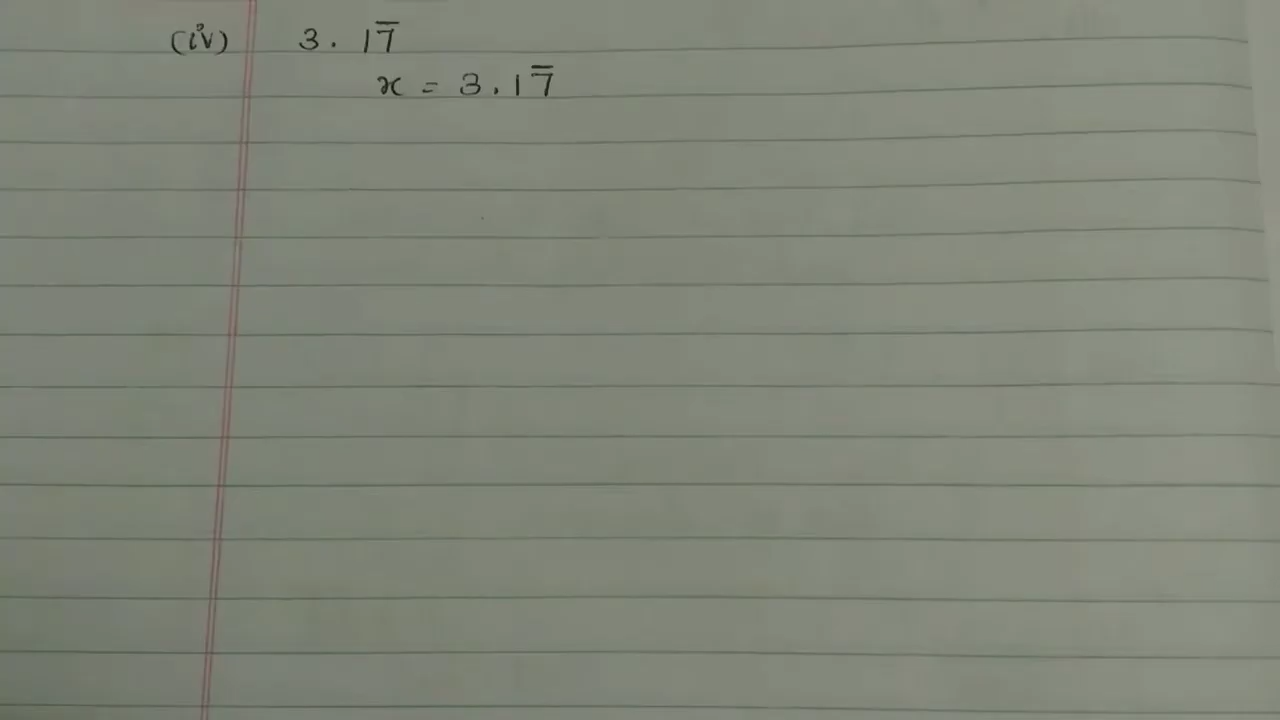 (iv) 3.17̅
x = 3.17̅